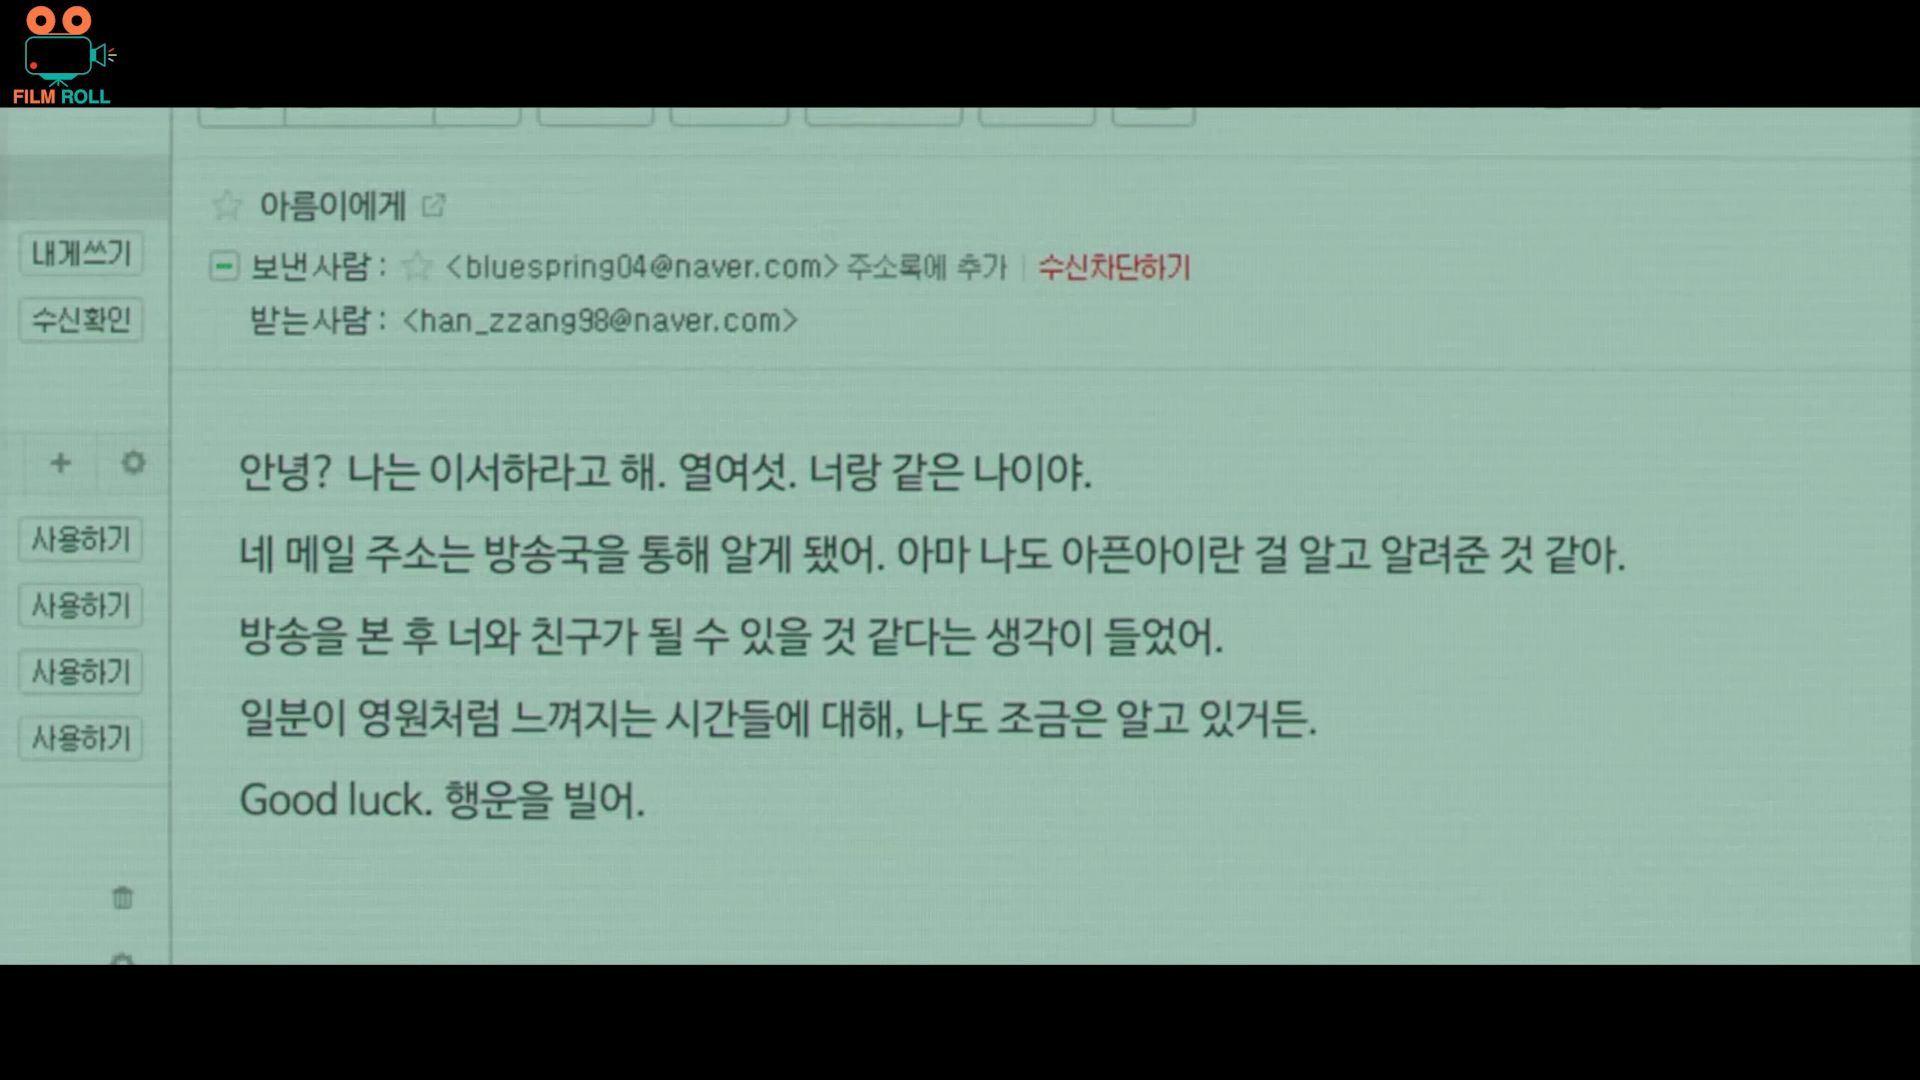 FILM ROLL
아름이에게
내게쓰기
보낸사람 : <bluespring04@naver.com> 주소록에 추가 | 수신차단하기
수신확인
받는사람 : <han_zzang98@naver.com>
안녕? 나는 이서하라고 해. 열여섯. 너랑 같은 나이야.
사용하기
네 메일 주소는 방송국을 통해 알게 됐어. 아마 나도 아픈아이란 걸 알고 알려준 것 같아.
사용하기
방송을 본 후 너와 친구가 될 수 있을 것 같다는 생각이 들었어.
사용하기
일분이 영원처럼 느껴지는 시간들에 대해, 나도 조금은 알고 있거든.
사용하기
Good luck. 행운을 빌어.